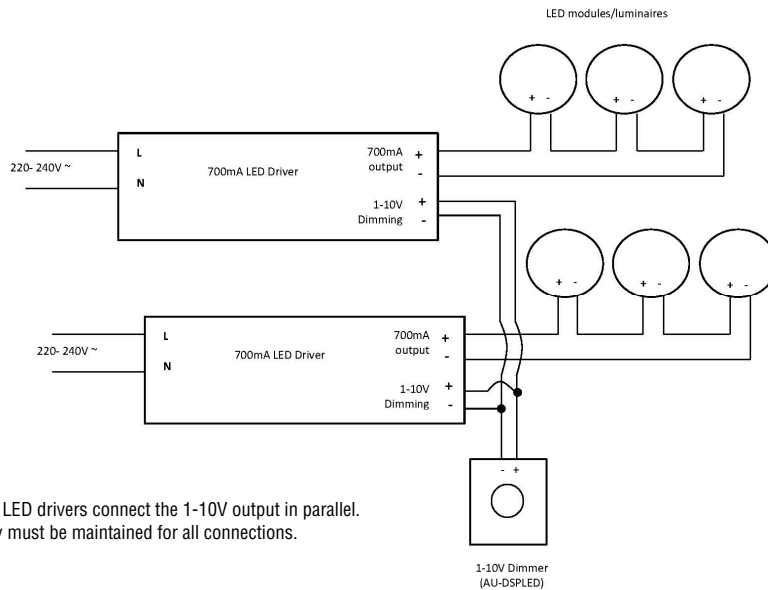 LED modules/luminaires
+ - + - + -
220- 240V ~
L
N
700mA LED Driver
700mA output + -
1-10V Dimming + -
+ - + - + -
220- 240V ~
L
N
700mA LED Driver
700mA output + -
1-10V Dimming + -
- +
LED drivers connect the 1-10V output in parallel.
must be maintained for all connections.
1-10V Dimmer
(AU-DSPLED)